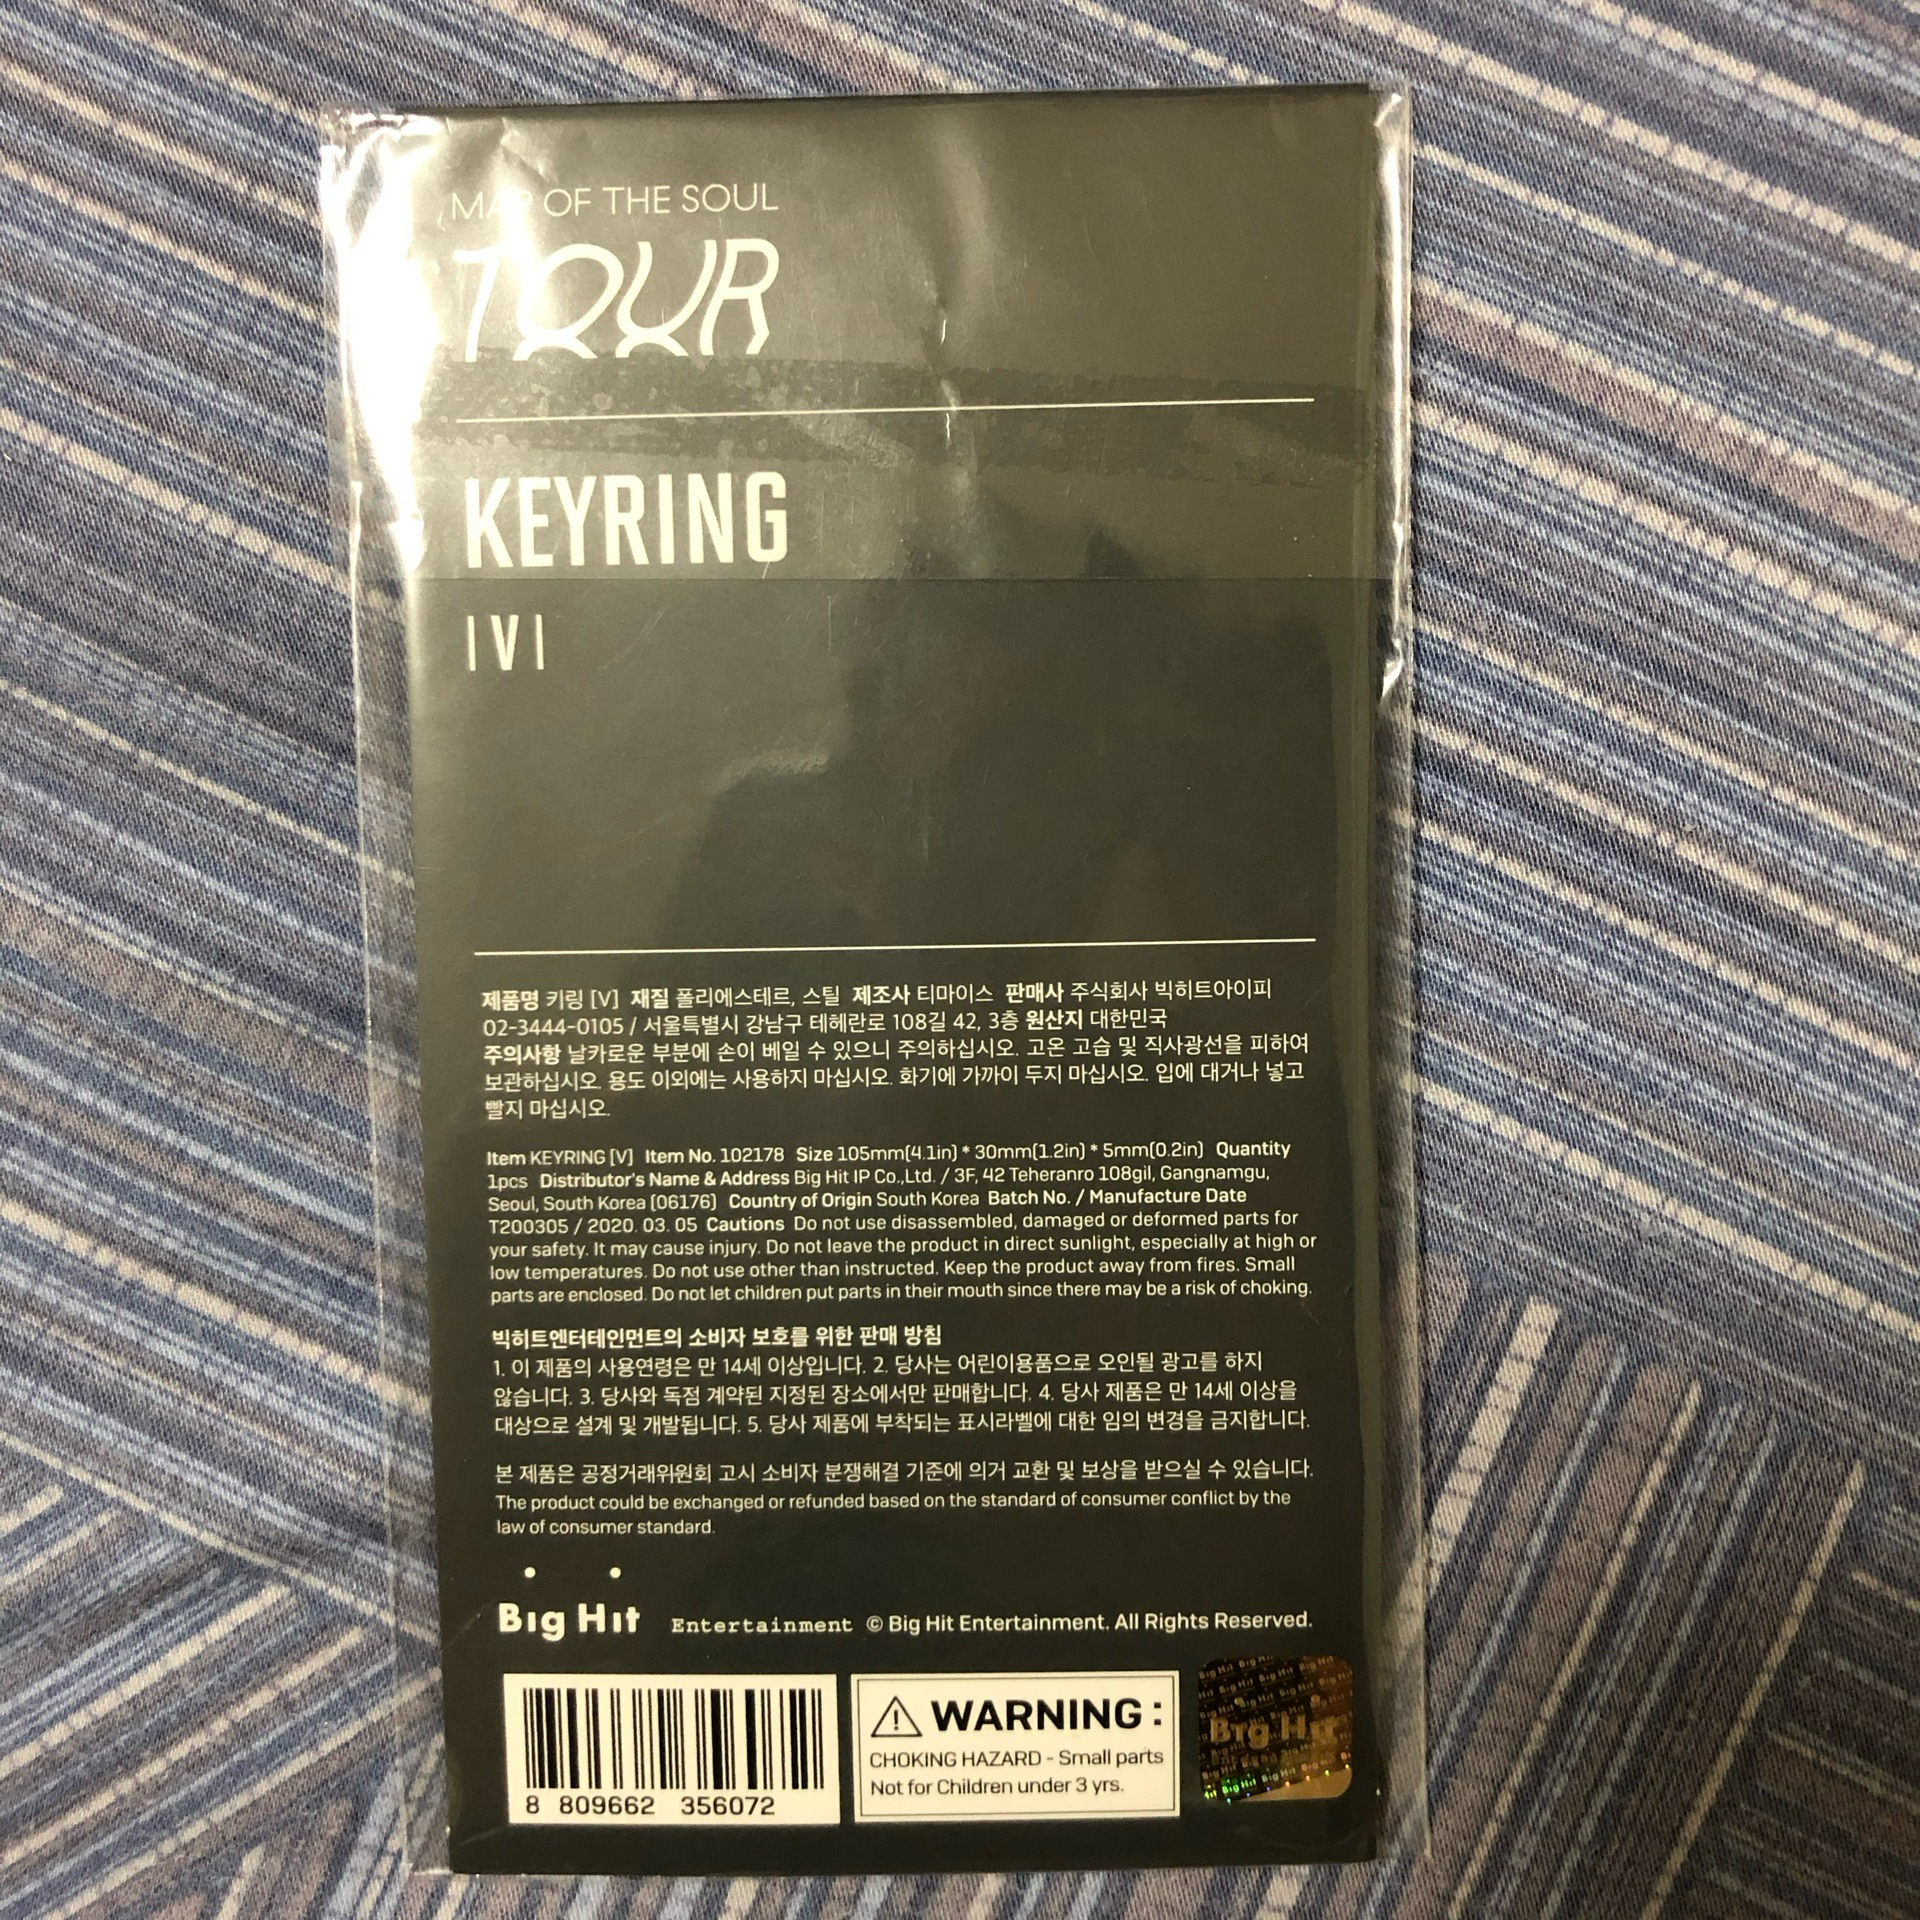 MAP OF THE SOUL
TOUR
KEYRING
|V|
제품명 키링 [V] 재질 폴리에스테르, 스틸 제조사 티마이스 판매사 주식회사 빅히트아이피
02-3444-0105 / 서울특별시 강남구 테헤란로 108길 42, 3층 원산지 대한민국
주의사항 날카로운 부분에 손이 베일 수 있으니 주의하십시오. 고온 고습 및 직사광선을 피하여
보관하십시오. 용도 이외에는 사용하지 마십시오. 화기에 가까이 두지 마십시오. 입에 대거나 넣고
빨지 마십시오.
Item KEYRING [V] Item No. 102178 Size 105mm(4.1in) * 30mm(1.2in) * 5mm(0.2in) Quantity
1pcs Distributor's Name & Address Big Hit IP Co.,Ltd. / 3F, 42 Teheranro 108gil, Gangnamgu,
Seoul, South Korea (06176) Country of Origin South Korea Batch No. / Manufacture Date
T200305 / 2020. 03. 05 Cautions Do not use disassembled, damaged or deformed parts for
your safety. It may cause injury. Do not leave the product in direct sunlight, especially at high or
low temperatures. Do not use other than instructed. Keep the product away from fires. Small
parts are enclosed. Do not let children put parts in their mouth since there may be a risk of choking.
빅히트엔터테인먼트의 소비자 보호를 위한 판매 방침
1. 이 제품의 사용연령은 만 14세 이상입니다. 2. 당사는 어린이용품으로 오인될 광고를 하지
않습니다. 3. 당사와 독점 계약된 지정된 장소에서만 판매합니다. 4. 당사 제품은 만 14세 이상을
대상으로 설계 및 개발됩니다. 5. 당사 제품에 부착되는 표시라벨에 대한 임의 변경을 금지합니다.
본 제품은 공정거래위원회 고시 소비자 분쟁해결 기준에 의거 교환 및 보상을 받으실 수 있습니다.
The product could be exchanged or refunded based on the standard of consumer conflict by the
law of consumer standard.
Big Hit Entertainment © Big Hit Entertainment. All Rights Reserved.
8 809662 356072
WARNING :
CHOKING HAZARD - Small parts
Not for Children under 3 yrs.
Big Hit